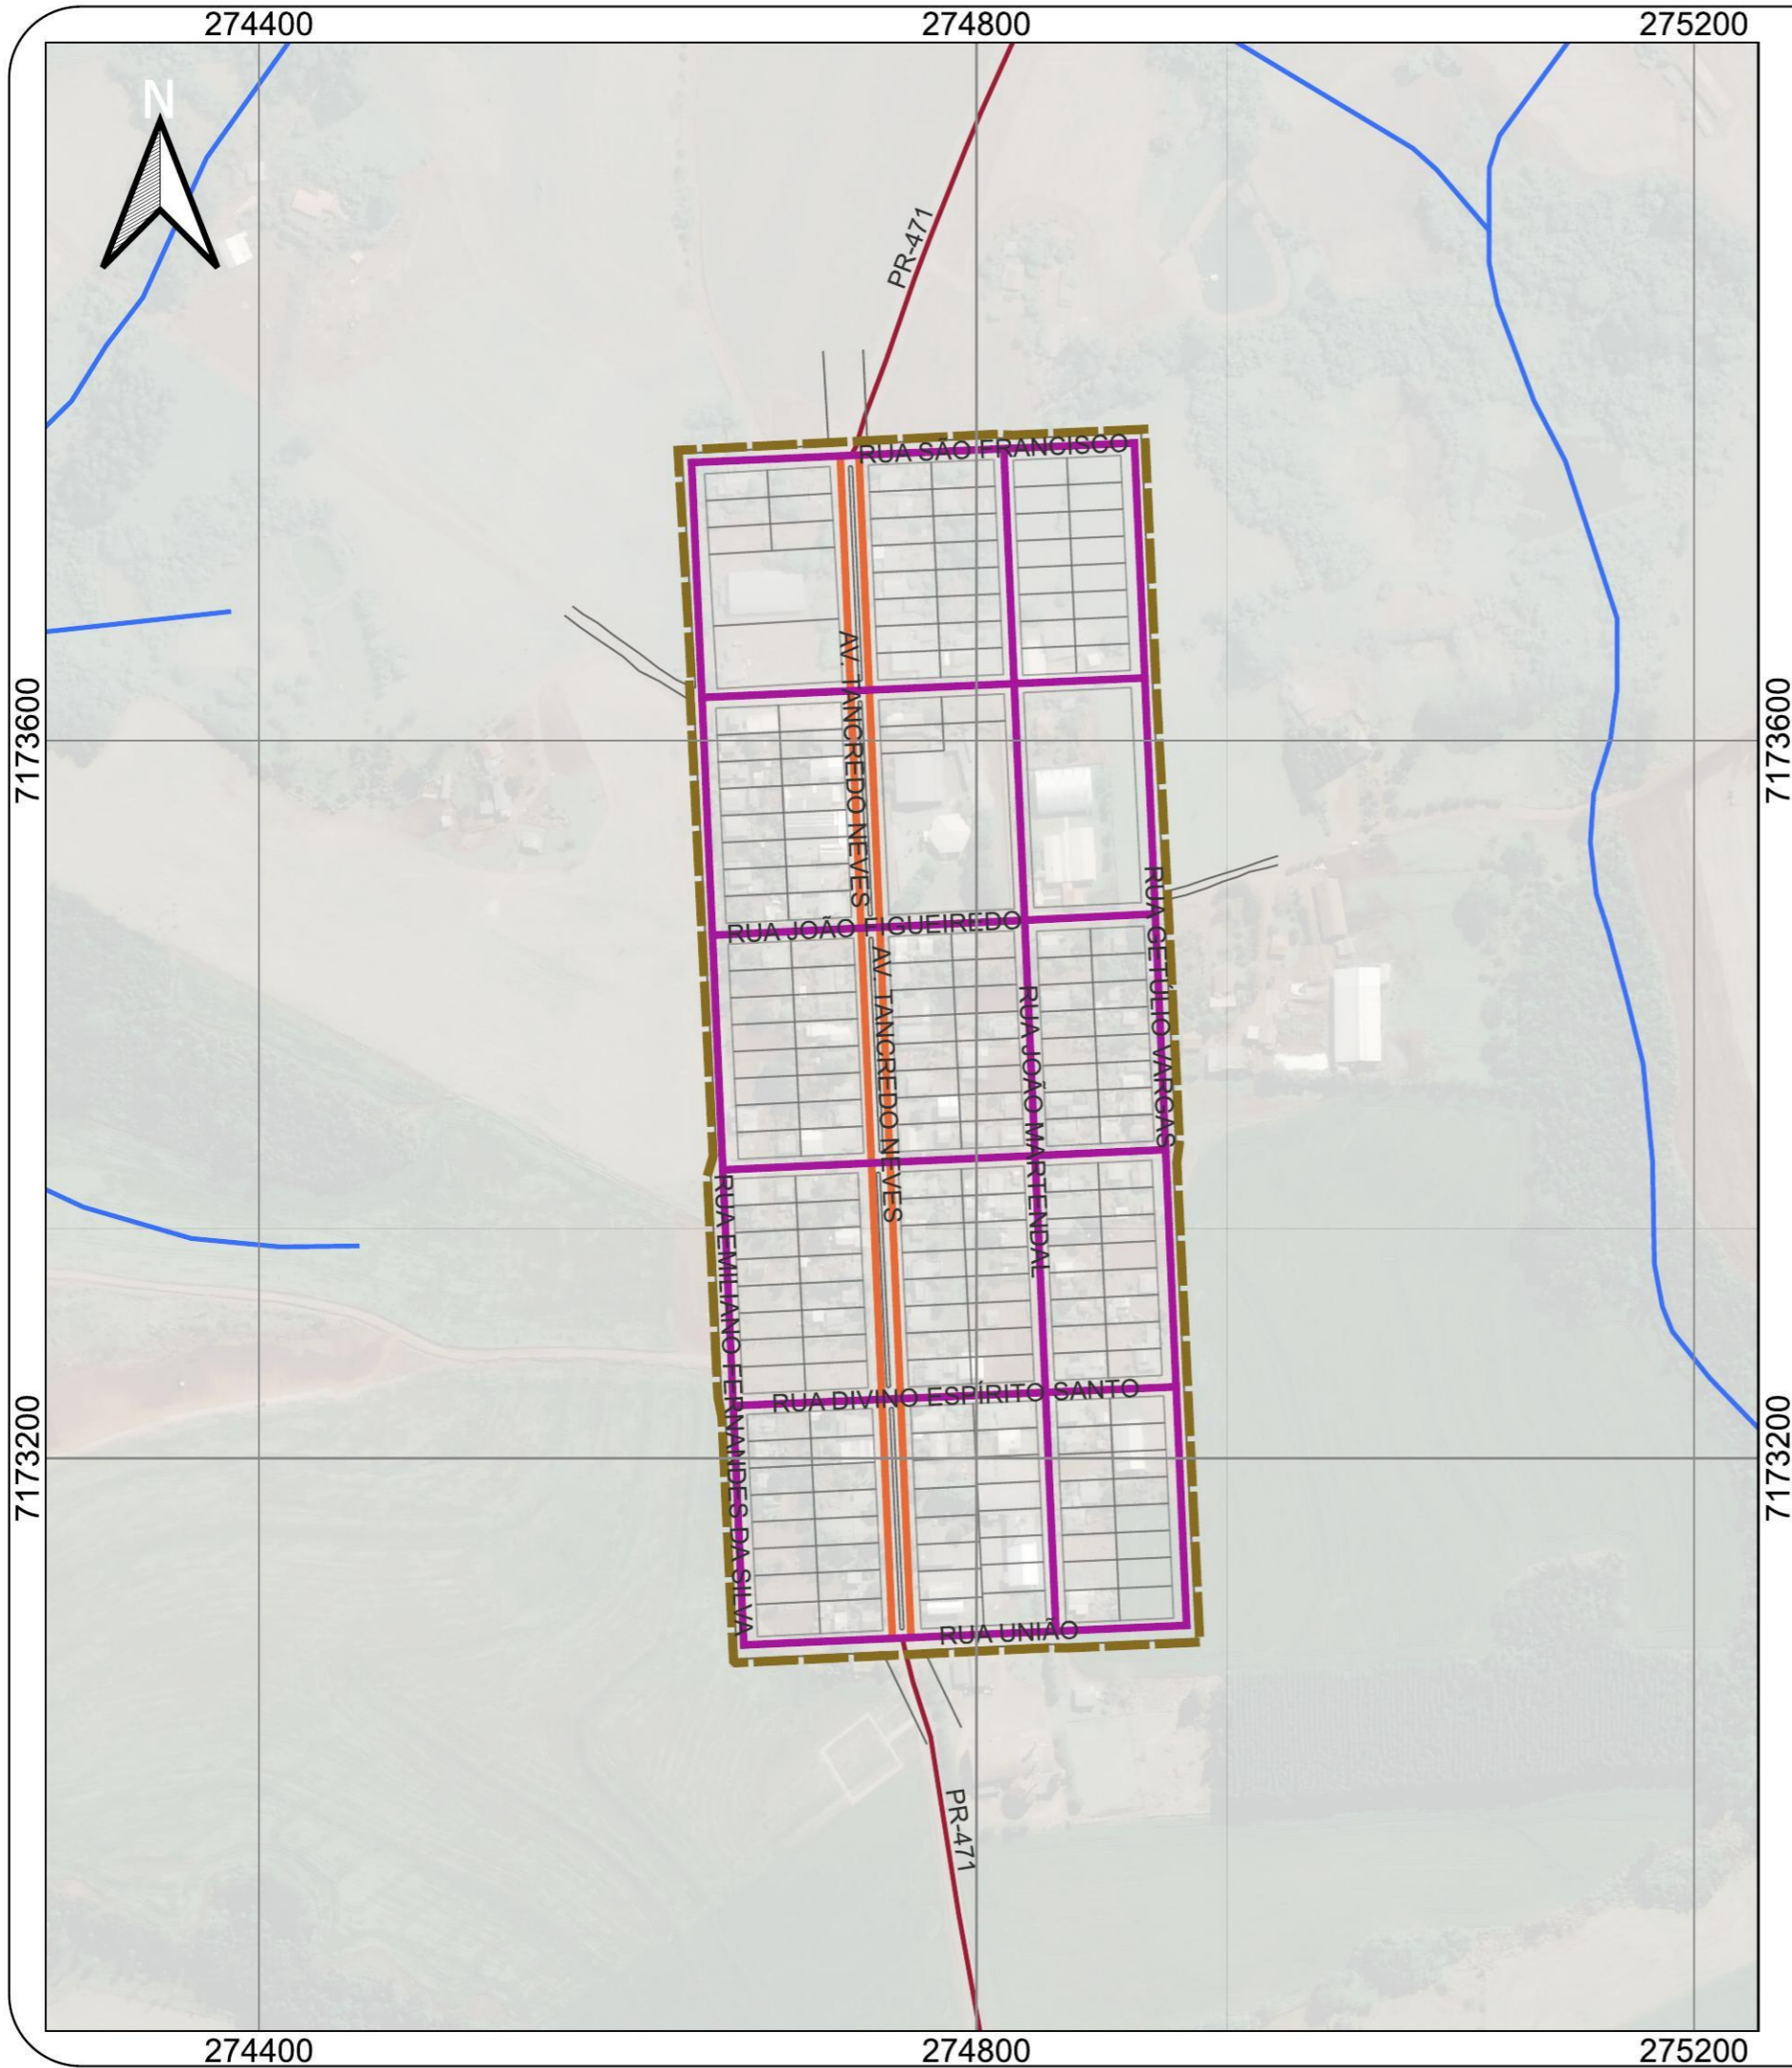 274400
274800
275200
N
PR-471
RUA SÃO FRANCISCO
AV. TANCREDO NEVES
7173600
7173600
RUA GETÚLIO VARGAS
RUA JOÃO FIGUEIREDO
AV. TANCREDO NEVES
RUA JOÃO MARTENDAL
RUA EMILIANO FERNANDES DA SILVA
RUA DIVINO ESPÍRITO SANTO
7173200
7173200
RUA UNIÃO
PR-471
274400
274800
275200